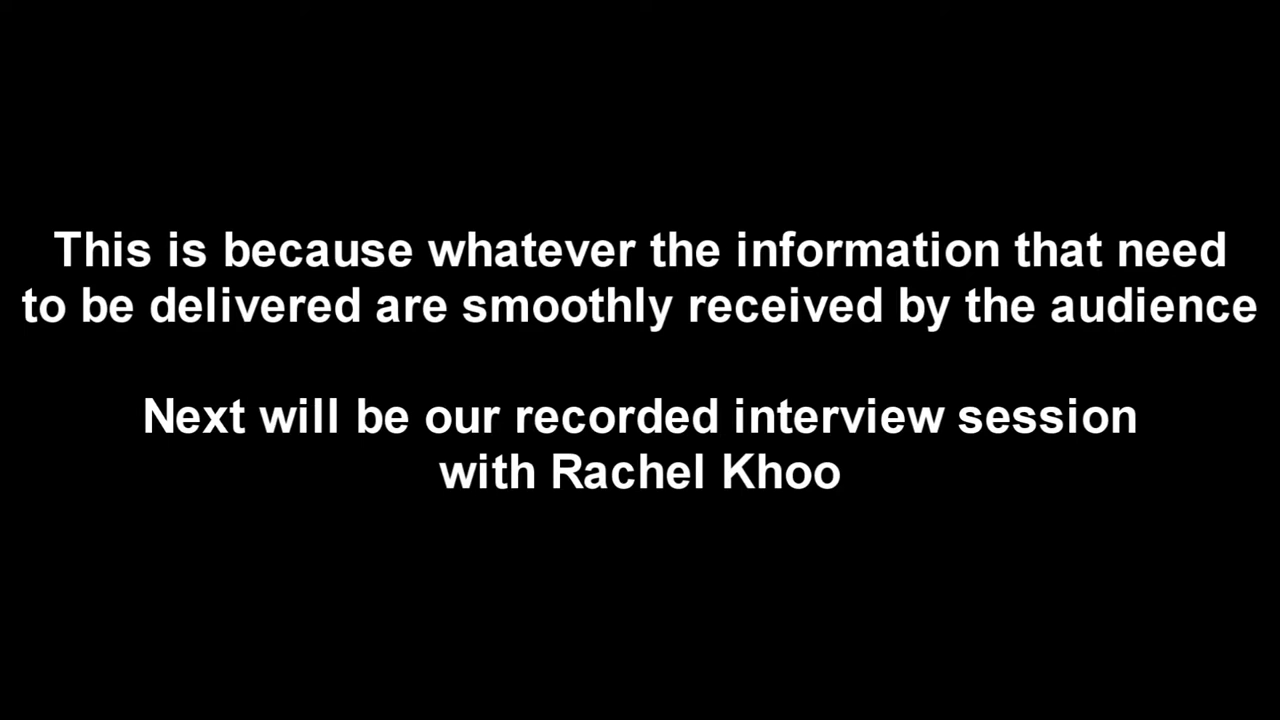 This is because whatever the information that need
to be delivered are smoothly received by the audience
Next will be our recorded interview session
with Rachel Khoo